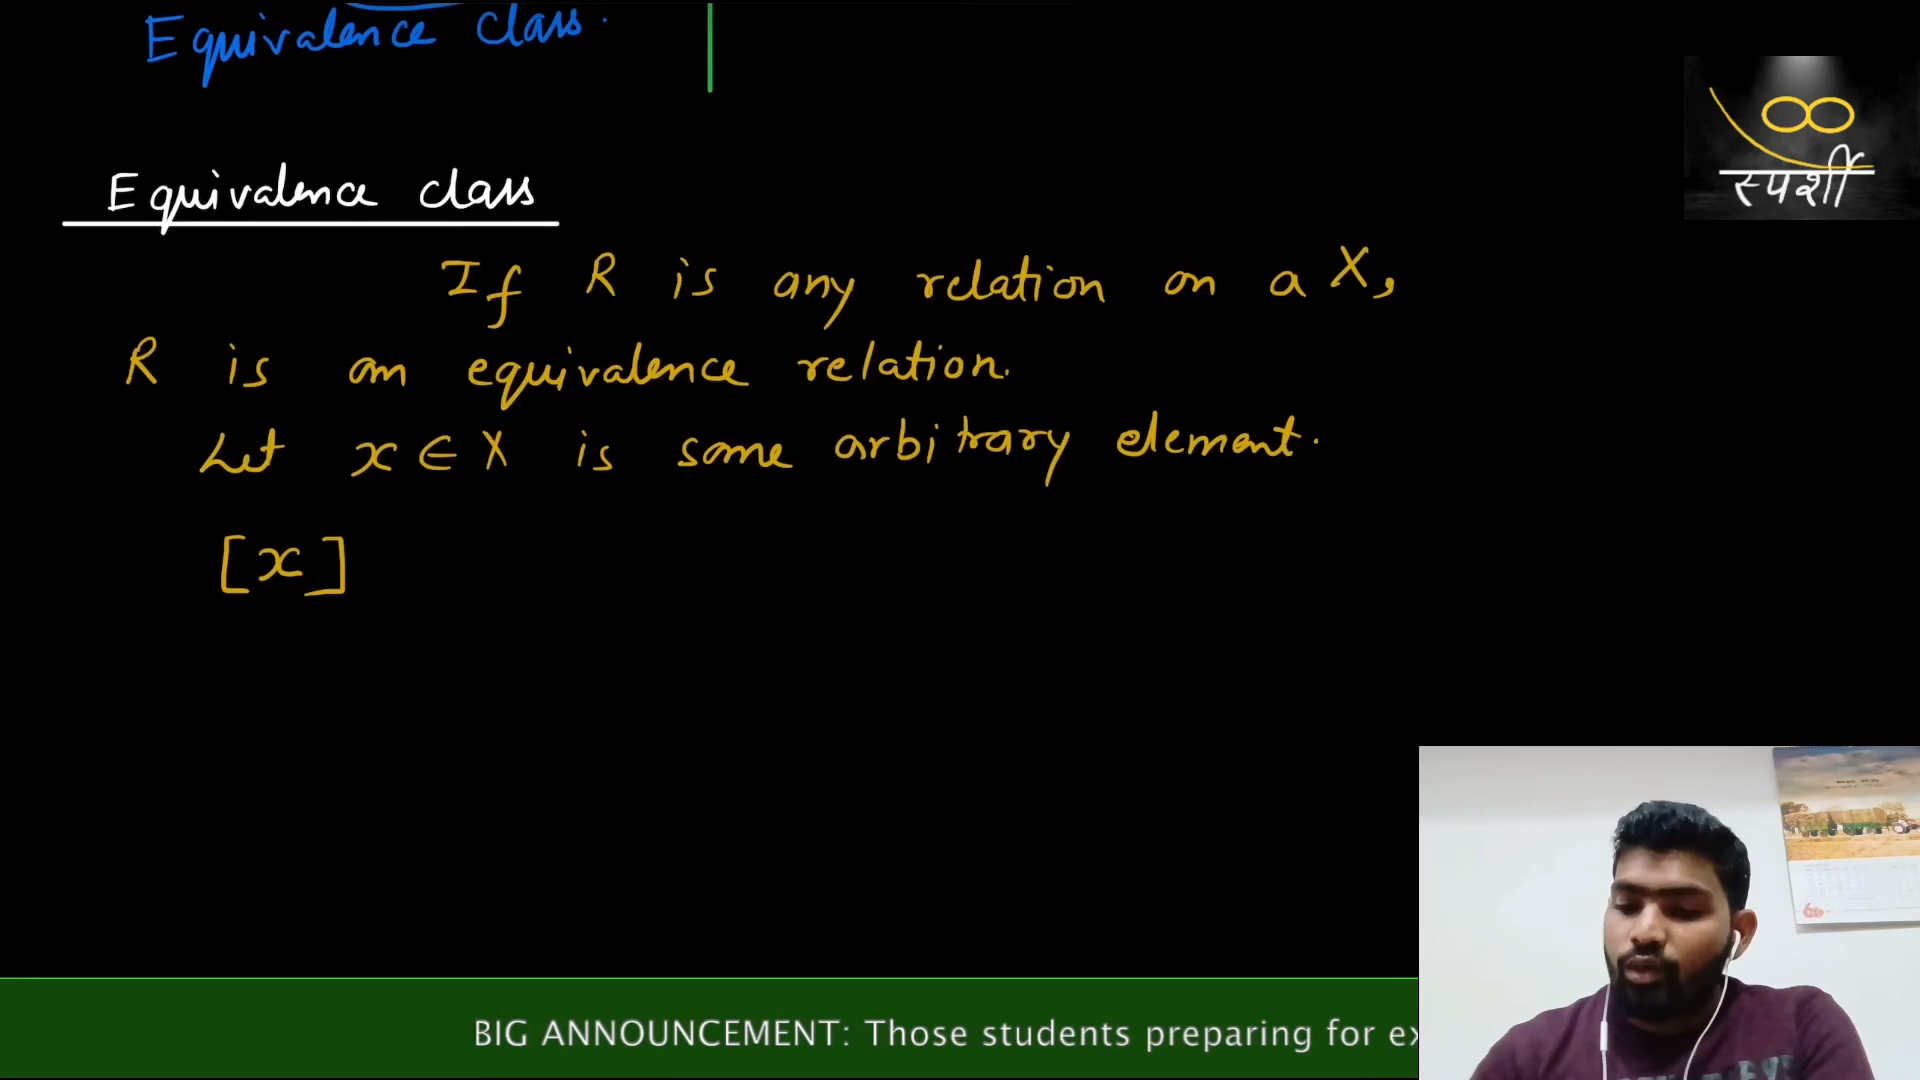 Equivalence class.
Equivalence class
स्पर्शी
If R is any relation on a X,
R is an equivalence relation.
Let x ∈ X is some arbitrary element.
[x]
BIG ANNOUNCEMENT: Those students preparing for ex